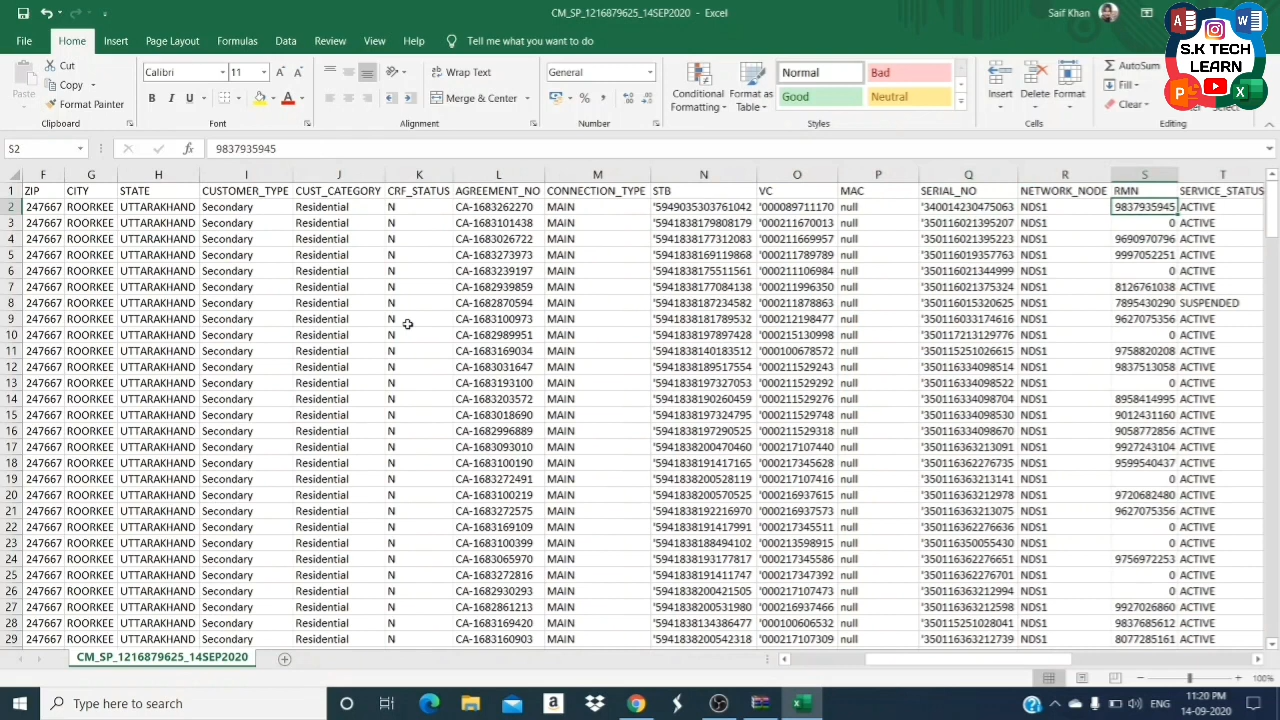 CM_SP_1216879625_14SEP2020 - Excel
Saif Khan
File Home Insert Page Layout Formulas Data Review View Help Tell me what you want to do
S.K TECH
LEARN
Cut
Copy
Format Painter
Paste
Clipboard
Calibri 11
B I U
Font
Wrap Text
Merge & Center
Alignment
General
Number
Conditional
Formatting
Format as
Table
Normal Bad
Good Neutral
Styles
Insert Delete Format
Cells
AutoSum
Fill
Clear
Editing
S2 fx 9837935945
F G H I J K L M N O P Q R S T
1 ZIP CITY STATE CUSTOMER_TYPE CUST_CATEGORY CRF_STATUS AGREEMENT_NO CONNECTION_TYPE STB VC MAC SERIAL_NO NETWORK_NODE RMN SERVICE_STATUS
2 247667 ROORKEE UTTARAKHAND Secondary Residential N CA-1683262270 MAIN '5949035303761042 '000089711170 null '340014230475063 NDS1 9837935945 ACTIVE
3 247667 ROORKEE UTTARAKHAND Secondary Residential N CA-1683101438 MAIN '5941838179808179 '000211670013 null '350116021395207 NDS1 0 ACTIVE
4 247667 ROORKEE UTTARAKHAND Secondary Residential N CA-1683026722 MAIN '5941838177312083 '000211669957 null '350116021395223 NDS1 9690970796 ACTIVE
5 247667 ROORKEE UTTARAKHAND Secondary Residential N CA-1683273973 MAIN '5941838169119868 '000211789789 null '350116019357763 NDS1 9997052251 ACTIVE
6 247667 ROORKEE UTTARAKHAND Secondary Residential N CA-1683239197 MAIN '5941838175511561 '000211106984 null '350116021344999 NDS1 0 ACTIVE
7 247667 ROORKEE UTTARAKHAND Secondary Residential N CA-1682939859 MAIN '5941838177084138 '000211996350 null '350116021375324 NDS1 8126761038 ACTIVE
8 247667 ROORKEE UTTARAKHAND Secondary Residential N CA-1682870594 MAIN '5941838187234582 '000211878863 null '350116015320625 NDS1 7895430290 SUSPENDED
9 247667 ROORKEE UTTARAKHAND Secondary Residential N CA-1683100973 MAIN '5941838181789532 '000212198477 null '350116033174616 NDS1 9627075356 ACTIVE
10 247667 ROORKEE UTTARAKHAND Secondary Residential N CA-1682989951 MAIN '5941838197897428 '000215130998 null '350117213129776 NDS1 0 ACTIVE
11 247667 ROORKEE UTTARAKHAND Secondary Residential N CA-1683169034 MAIN '5941838140183512 '000100678572 null '350115251026615 NDS1 9758820208 ACTIVE
12 247667 ROORKEE UTTARAKHAND Secondary Residential N CA-1683031647 MAIN '5941838189517554 '000211529243 null '350116334098514 NDS1 9837513058 ACTIVE
13 247667 ROORKEE UTTARAKHAND Secondary Residential N CA-1683193100 MAIN '5941838197327053 '000211529292 null '350116334098522 NDS1 0 ACTIVE
14 247667 ROORKEE UTTARAKHAND Secondary Residential N CA-1683203572 MAIN '5941838190260459 '000211529276 null '350116334098704 NDS1 8958414995 ACTIVE
15 247667 ROORKEE UTTARAKHAND Secondary Residential N CA-1683018690 MAIN '5941838197324795 '000211529748 null '350116334098530 NDS1 9012431160 ACTIVE
16 247667 ROORKEE UTTARAKHAND Secondary Residential N CA-1682996889 MAIN '5941838197290525 '000211529318 null '350116334098670 NDS1 9058772856 ACTIVE
17 247667 ROORKEE UTTARAKHAND Secondary Residential N CA-1683093010 MAIN '5941838200470460 '000217107440 null '350116363213091 NDS1 9927243104 ACTIVE
18 247667 ROORKEE UTTARAKHAND Secondary Residential N CA-1683100190 MAIN '5941838191417165 '000217345628 null '350116362276735 NDS1 9599540437 ACTIVE
19 247667 ROORKEE UTTARAKHAND Secondary Residential N CA-1683272491 MAIN '5941838200528119 '000217107416 null '350116363213141 NDS1 0 ACTIVE
20 247667 ROORKEE UTTARAKHAND Secondary Residential N CA-1683100219 MAIN '5941838200570525 '000216937615 null '350116363212978 NDS1 9720682480 ACTIVE
21 247667 ROORKEE UTTARAKHAND Secondary Residential N CA-1683272575 MAIN '5941838192216970 '000216937573 null '350116363213075 NDS1 9627075356 ACTIVE
22 247667 ROORKEE UTTARAKHAND Secondary Residential N CA-1683169109 MAIN '5941838191417991 '000217345511 null '350116362276636 NDS1 0 ACTIVE
23 247667 ROORKEE UTTARAKHAND Secondary Residential N CA-1683100399 MAIN '5941838188494102 '000213598915 null '350116350055430 NDS1 0 ACTIVE
24 247667 ROORKEE UTTARAKHAND Secondary Residential N CA-1683065970 MAIN '5941838193177817 '000217345586 null '350116362276651 NDS1 9756972253 ACTIVE
25 247667 ROORKEE UTTARAKHAND Secondary Residential N CA-1683272816 MAIN '5941838191411747 '000217347392 null '350116362276701 NDS1 0 ACTIVE
26 247667 ROORKEE UTTARAKHAND Secondary Residential N CA-1682930293 MAIN '5941838200421505 '000217107473 null '350116363212994 NDS1 0 ACTIVE
27 247667 ROORKEE UTTARAKHAND Secondary Residential N CA-1682861213 MAIN '5941838200531980 '000216937466 null '350116363212598 NDS1 9927026860 ACTIVE
28 247667 ROORKEE UTTARAKHAND Secondary Residential N CA-1683169420 MAIN '5941838134386477 '000100606532 null '350115251028041 NDS1 9837685612 ACTIVE
29 247667 ROORKEE UTTARAKHAND Secondary Residential N CA-1683160903 MAIN '5941838200542318 '000217107309 null '350116363212739 NDS1 8077285161 ACTIVE
CM_SP_1216879625_14SEP2020
100%
Type here to search
ENG
11:20 PM
14-09-2020